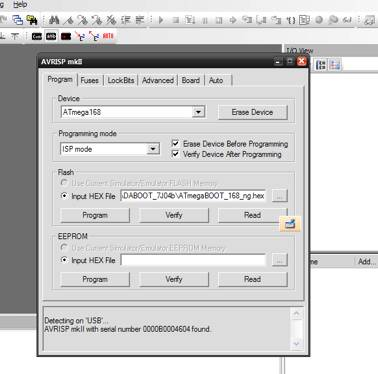 g Help
Con AVR AUTO
I/O View
AVRISP mkII
Program Fuses LockBits Advanced Board Auto
Device
ATmega168 Erase Device
Programming mode
ISP mode Erase Device Before Programming
Verify Device After Programming
Flash
Use Current Simulator/Emulator FLASH Memory
Input HEX File \DABOOT_7J04b\ATmegaBOOT_168_ng.hex ...
Program Verify Read
EEPROM
Use Current Simulator/Emulator EEPROM Memory
Input HEX File ...
Program Verify Read
me Add...
Detecting on 'USB'...
AVRISP mkII with serial number 0000B0004604 found.